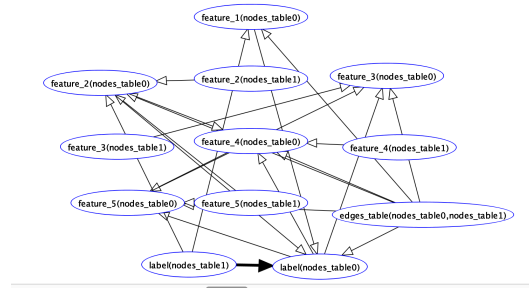 feature_1(nodes_table0)
feature_2(nodes_table0)
feature_2(nodes_table1)
feature_3(nodes_table0)
feature_3(nodes_table1)
feature_4(nodes_table0)
feature_4(nodes_table1)
feature_5(nodes_table0)
feature_5(nodes_table1)
edges_table(nodes_table0,nodes_table1)
label(nodes_table1)
label(nodes_table0)